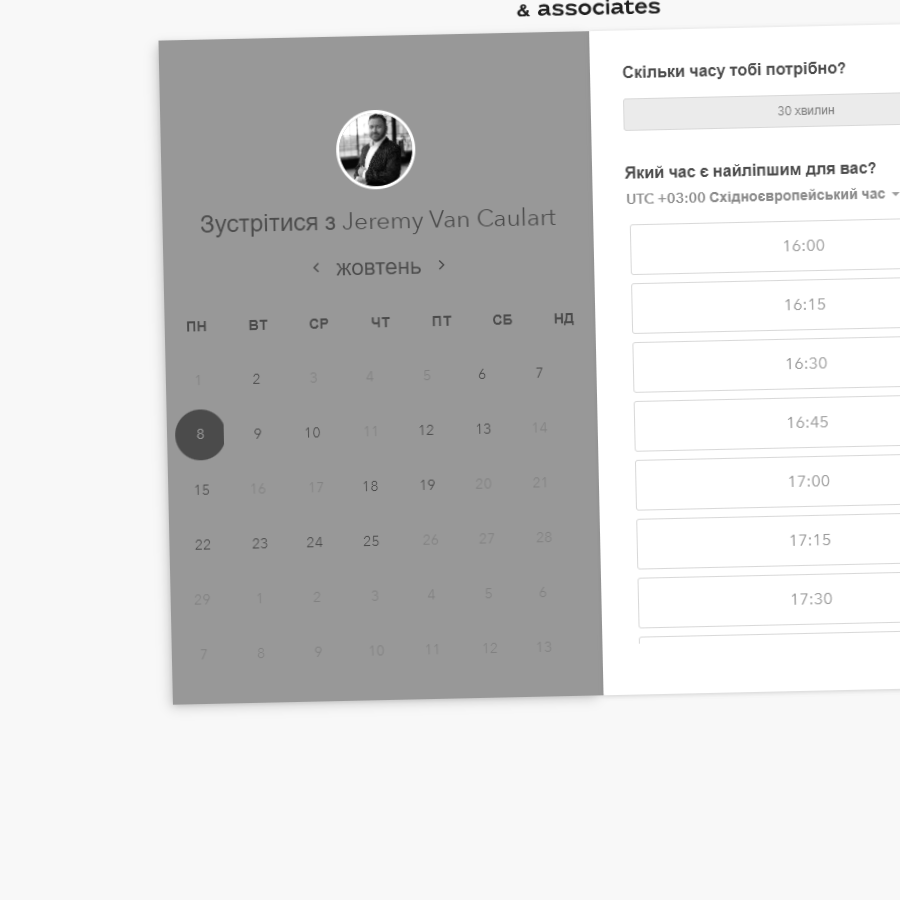 & associates
Зустрітися з Jeremy Van Caulart
жовтень
ПН ВТ СР ЧТ ПТ СБ НД
1 2 3 4 5 6 7
8 9 10 11 12 13 14
15 16 17 18 19 20 21
22 23 24 25 26 27 28
29 1 2 3 4 5 6
7 8 9 10 11 12 13
Скільки часу тобі потрібно?
30 хвилин
Який час є найліпшим для вас?
UTC +03:00 Східноєвропейський час
16:00
16:15
16:30
16:45
17:00
17:15
17:30